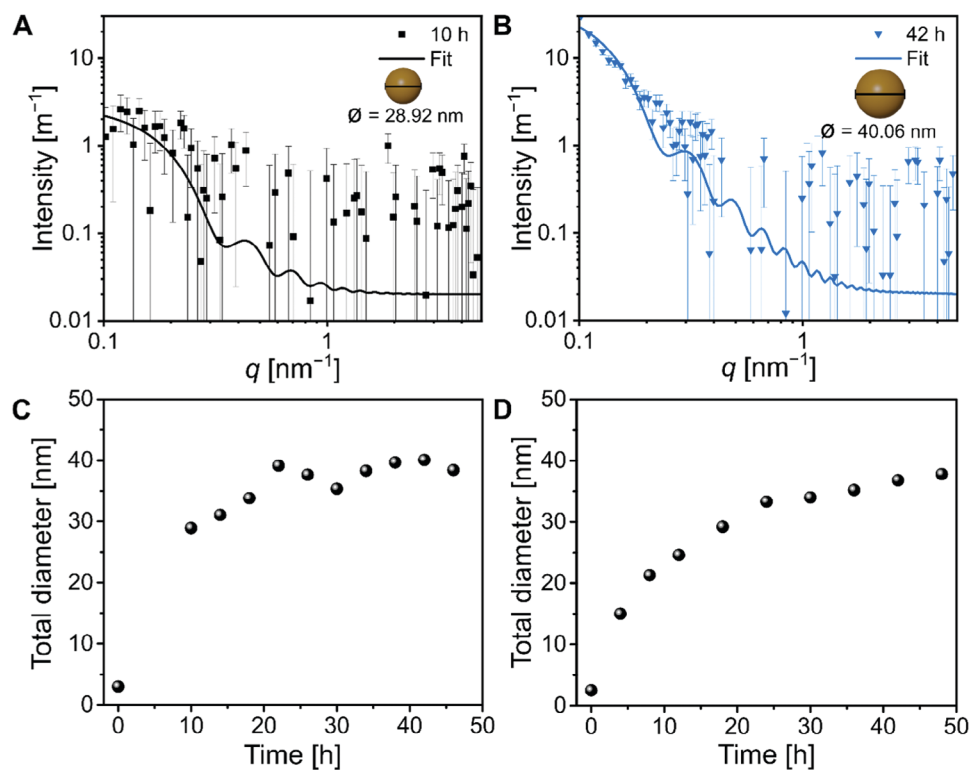 A
10 h
Fit
Ø = 28.92 nm
10
1
0.1
0.01
Intensity [m⁻¹]
0.1
1
q [nm⁻¹]
B
42 h
Fit
Ø = 40.06 nm
10
1
0.1
0.01
Intensity [m⁻¹]
0.1
1
q [nm⁻¹]
C
50
40
30
20
10
0
Total diameter [nm]
0 10 20 30 40 50
Time [h]
D
50
40
30
20
10
0
Total diameter [nm]
0 10 20 30 40 50
Time [h]